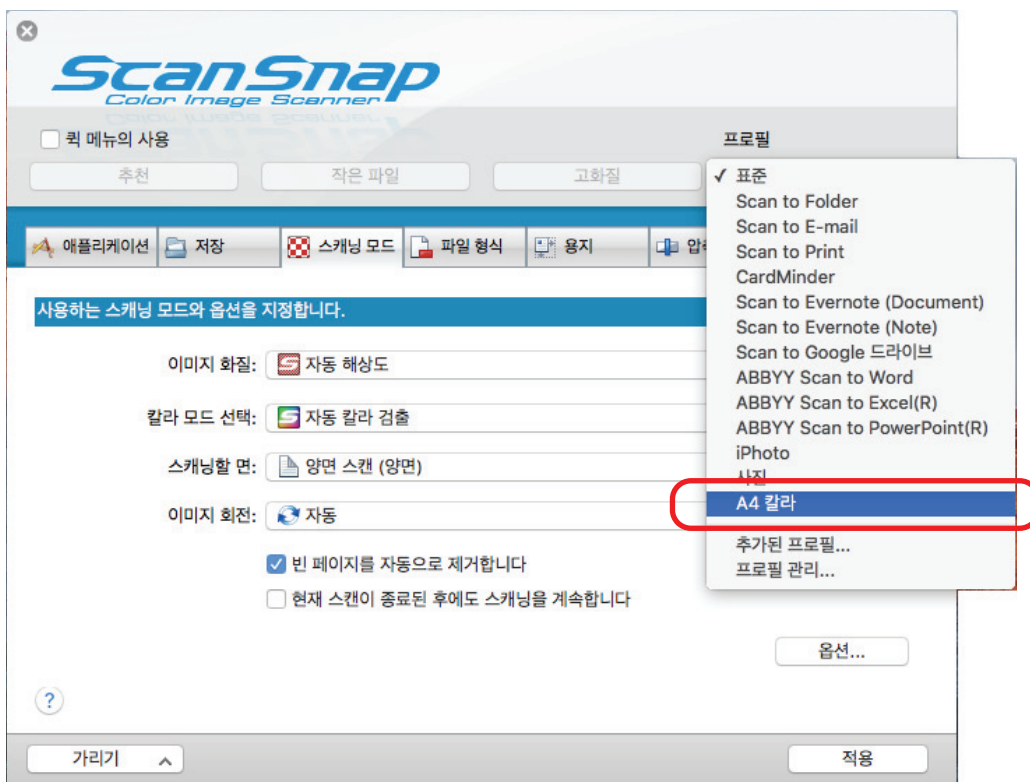 ScanSnap
Color Image Scanner
퀵 메뉴의 사용
프로필
추천
작은 파일
고화질
✓ 표준
Scan to Folder
Scan to E-mail
Scan to Print
CardMinder
Scan to Evernote (Document)
Scan to Evernote (Note)
Scan to Google 드라이브
ABBYY Scan to Word
ABBYY Scan to Excel(R)
ABBYY Scan to PowerPoint(R)
iPhoto
사진
A4 칼라
추가된 프로필...
프로필 관리...
애플리케이션
저장
스캐닝 모드
파일 형식
용지
사용하는 스캐닝 모드와 옵션을 지정합니다.
이미지 화질: 자동 해상도
칼라 모드 선택: 자동 칼라 검출
스캐닝할 면: 양면 스캔 (양면)
이미지 회전: 자동
빈 페이지를 자동으로 제거합니다
현재 스캔이 종료된 후에도 스캐닝을 계속합니다
옵션...
?
가리기
적용